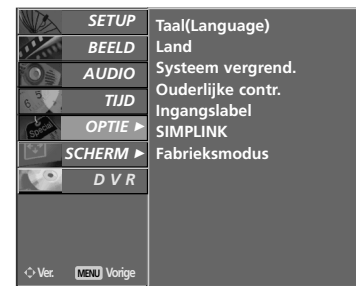 SETUP
BEELD
AUDIO
TIJD
OPTIE ►
SCHERM ►
D V R
Taal(Language)
Land
Systeem vergrend.
Ouderlijke contr.
Ingangslabel
SIMPLINK
Fabrieksmodus
Ver. MENU Vorige